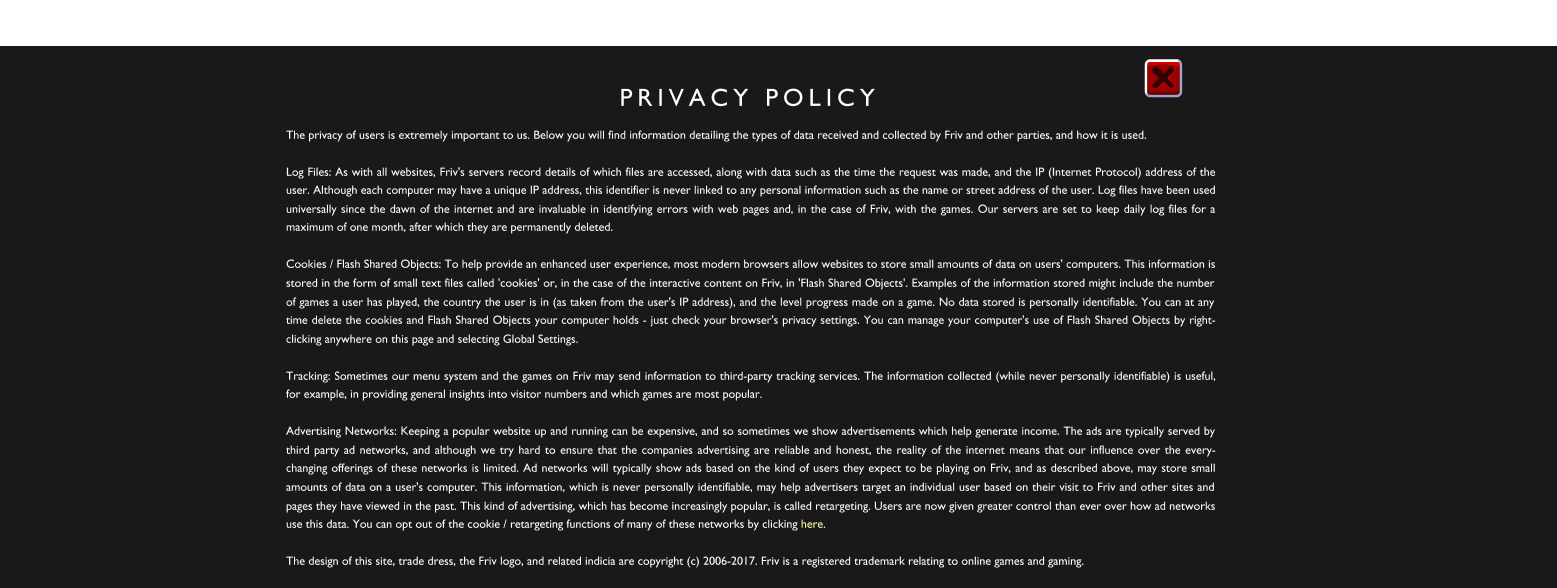 PRIVACY POLICY
The privacy of users is extremely important to us. Below you will find information detailing the types of data received and collected by Friv and other parties, and how it is used.
Log Files: As with all websites, Friv's servers record details of which files are accessed, along with data such as the time the request was made, and the IP (Internet Protocol) address of the
user. Although each computer may have a unique IP address, this identifier is never linked to any personal information such as the name or street address of the user. Log files have been used
universally since the dawn of the internet and are invaluable in identifying errors with web pages and, in the case of Friv, with the games. Our servers are set to keep daily log files for a
maximum of one month, after which they are permanently deleted.
Cookies / Flash Shared Objects: To help provide an enhanced user experience, most modern browsers allow websites to store small amounts of data on users' computers. This information is
stored in the form of small text files called 'cookies' or, in the case of the interactive content on Friv, in 'Flash Shared Objects'. Examples of the information stored might include the number
of games a user has played, the country the user is in (as taken from the user's IP address), and the level progress made on a game. No data stored is personally identifiable. You can at any
time delete the cookies and Flash Shared Objects your computer holds - just check your browser's privacy settings. You can manage your computer's use of Flash Shared Objects by right-
clicking anywhere on this page and selecting Global Settings.
Tracking: Sometimes our menu system and the games on Friv may send information to third-party tracking services. The information collected (while never personally identifiable) is useful,
for example, in providing general insights into visitor numbers and which games are most popular.
Advertising Networks: Keeping a popular website up and running can be expensive, and so sometimes we show advertisements which help generate income. The ads are typically served by
third party ad networks, and although we try hard to ensure that the companies advertising are reliable and honest, the reality of the internet means that our influence over the every-
changing offerings of these networks is limited. Ad networks will typically show ads based on the kind of users they expect to be playing on Friv, and as described above, may store small
amounts of data on a user's computer. This information, which is never personally identifiable, may help advertisers target an individual user based on their visit to Friv and other sites and
pages they have viewed in the past. This kind of advertising, which has become increasingly popular, is called retargeting. Users are now given greater control than ever over how ad networks
use this data. You can opt out of the cookie / retargeting functions of many of these networks by clicking here.
The design of this site, trade dress, the Friv logo, and related indicia are copyright (c) 2006-2017. Friv is a registered trademark relating to online games and gaming.